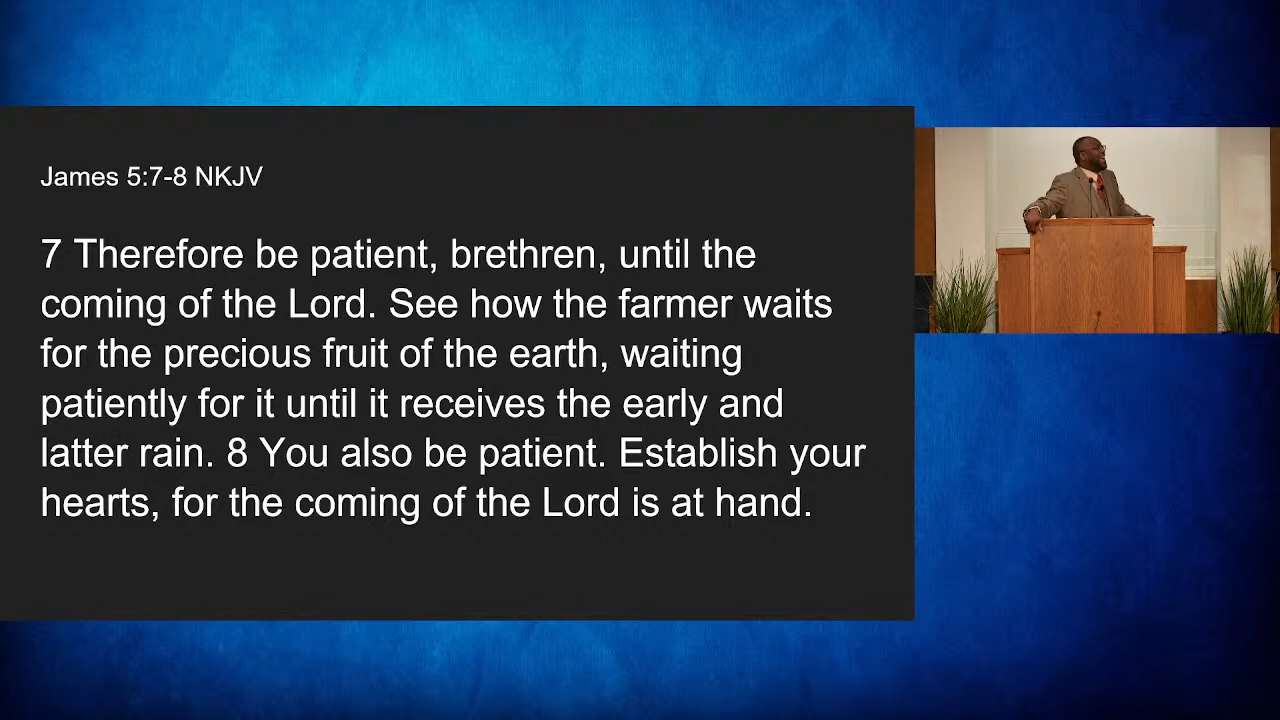 James 5:7-8 NKJV
7 Therefore be patient, brethren, until the
coming of the Lord. See how the farmer waits
for the precious fruit of the earth, waiting
patiently for it until it receives the early and
latter rain. 8 You also be patient. Establish your
hearts, for the coming of the Lord is at hand.